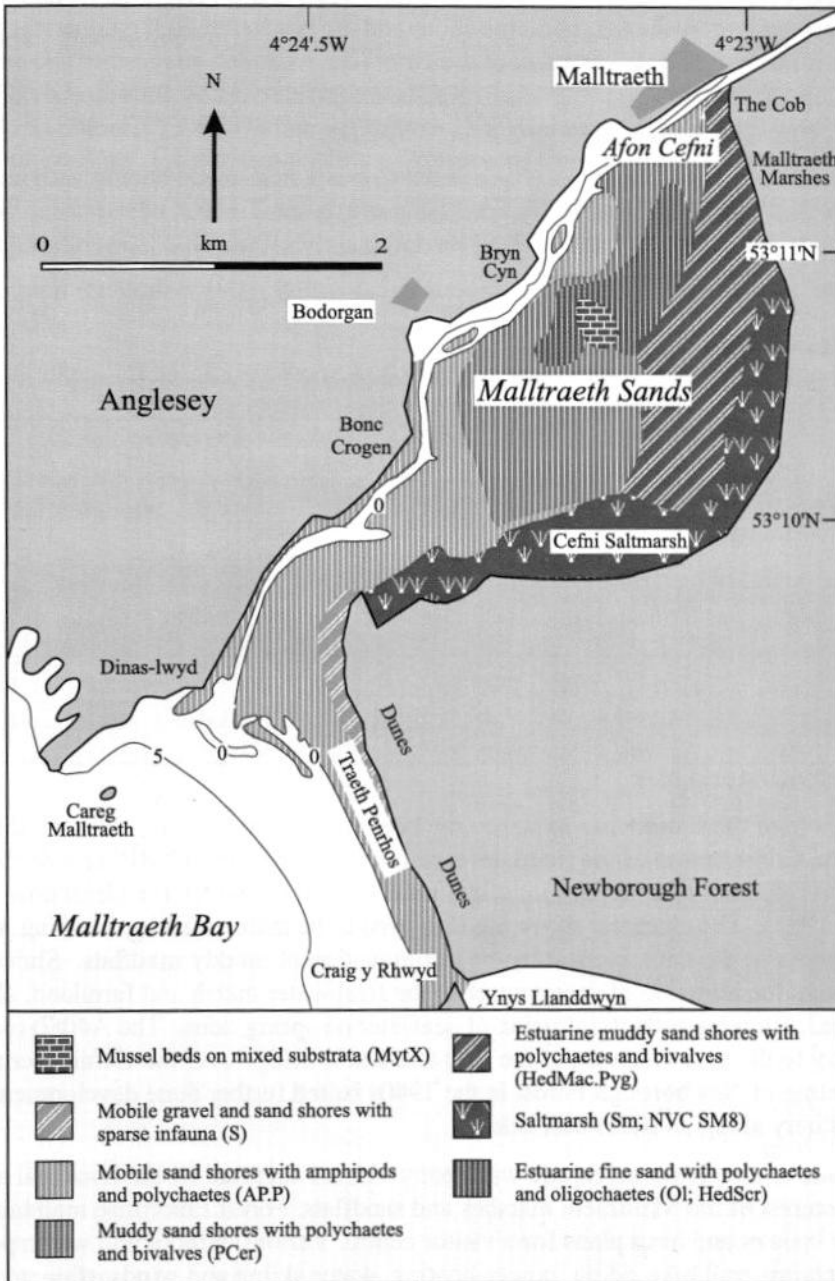 4°24'.5W
4°23'W
N
Malltraeth
The Cob
Afon Cefni
Malltraeth
Marshes
0
km
2
Bryn
Cyn
53°11'N
Bodorgan
Anglesey
Malltraeth Sands
Bonc
Crogen
0
53°10'N
Cefni Saltmarsh
Dinas-lwyd
Dunes
5
0
0
Traeth Penrhos
Careg
Malltraeth
Dunes
Newborough Forest
Malltraeth Bay
Craig y Rhwyd
Ynys Llanddwyn
Mussel beds on mixed substrata (MytX)
Mobile gravel and sand shores with
sparse infauna (S)
Mobile sand shores with amphipods
and polychaetes (AP.P)
Muddy sand shores with polychaetes
and bivalves (PCer)
Estuarine muddy sand shores with
polychaetes and bivalves
(HedMac.Pyg)
Saltmarsh (Sm; NVC SM8)
Estuarine fine sand with polychaetes
and oligochaetes (Ol; HedScr)